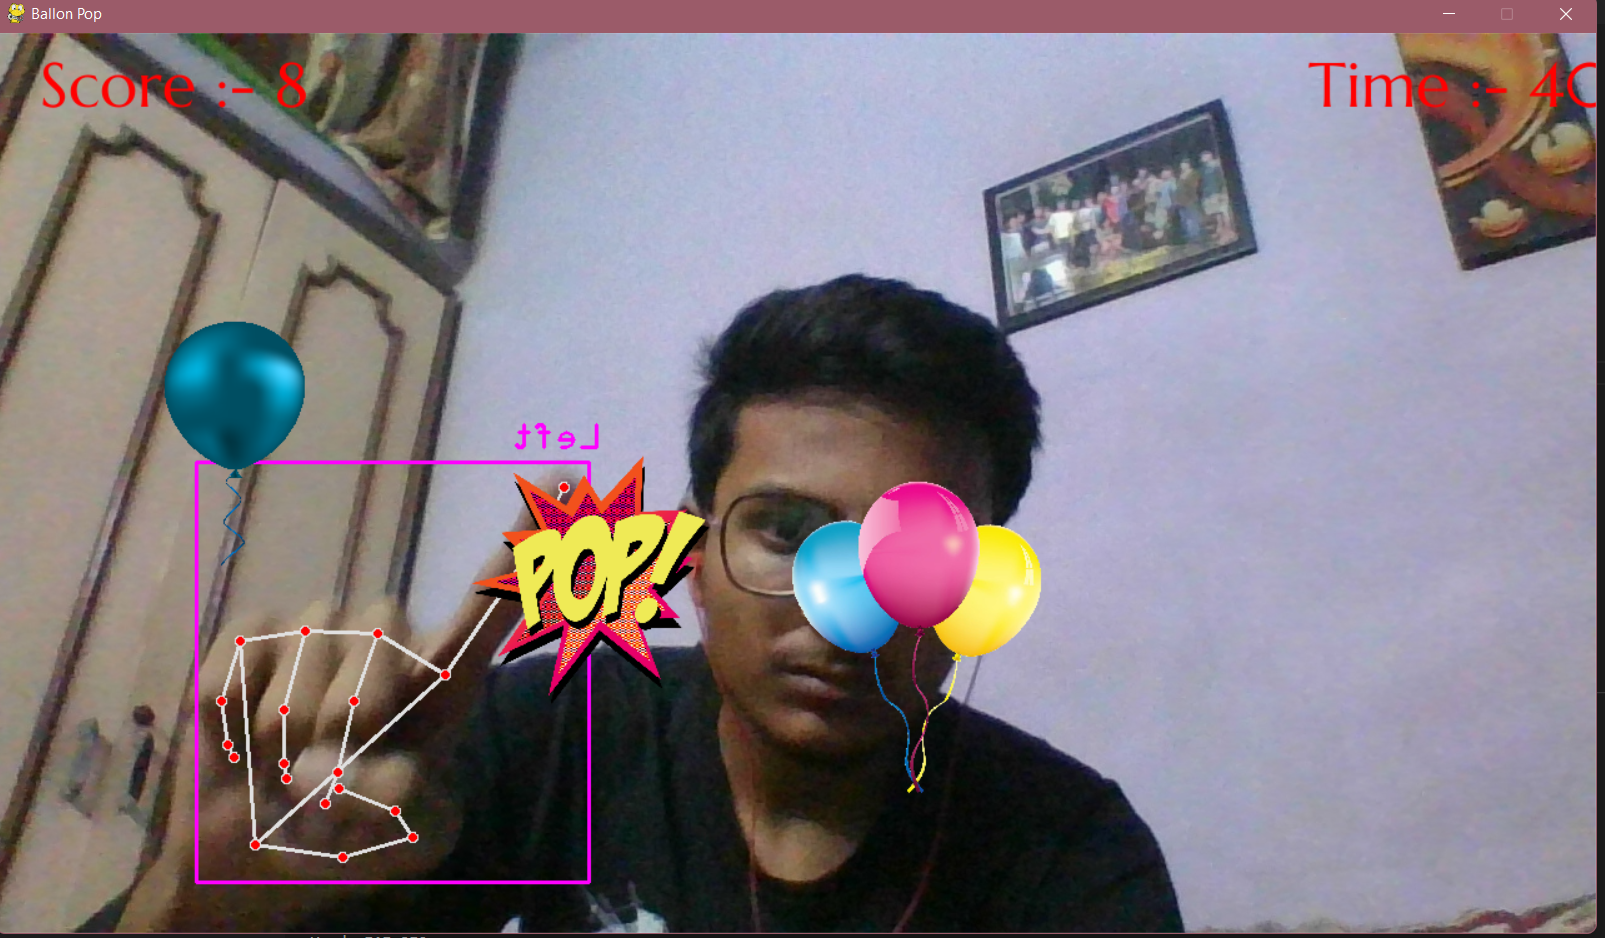 Ballon Pop
Score :- 8
Time :- 40
Left
POP!